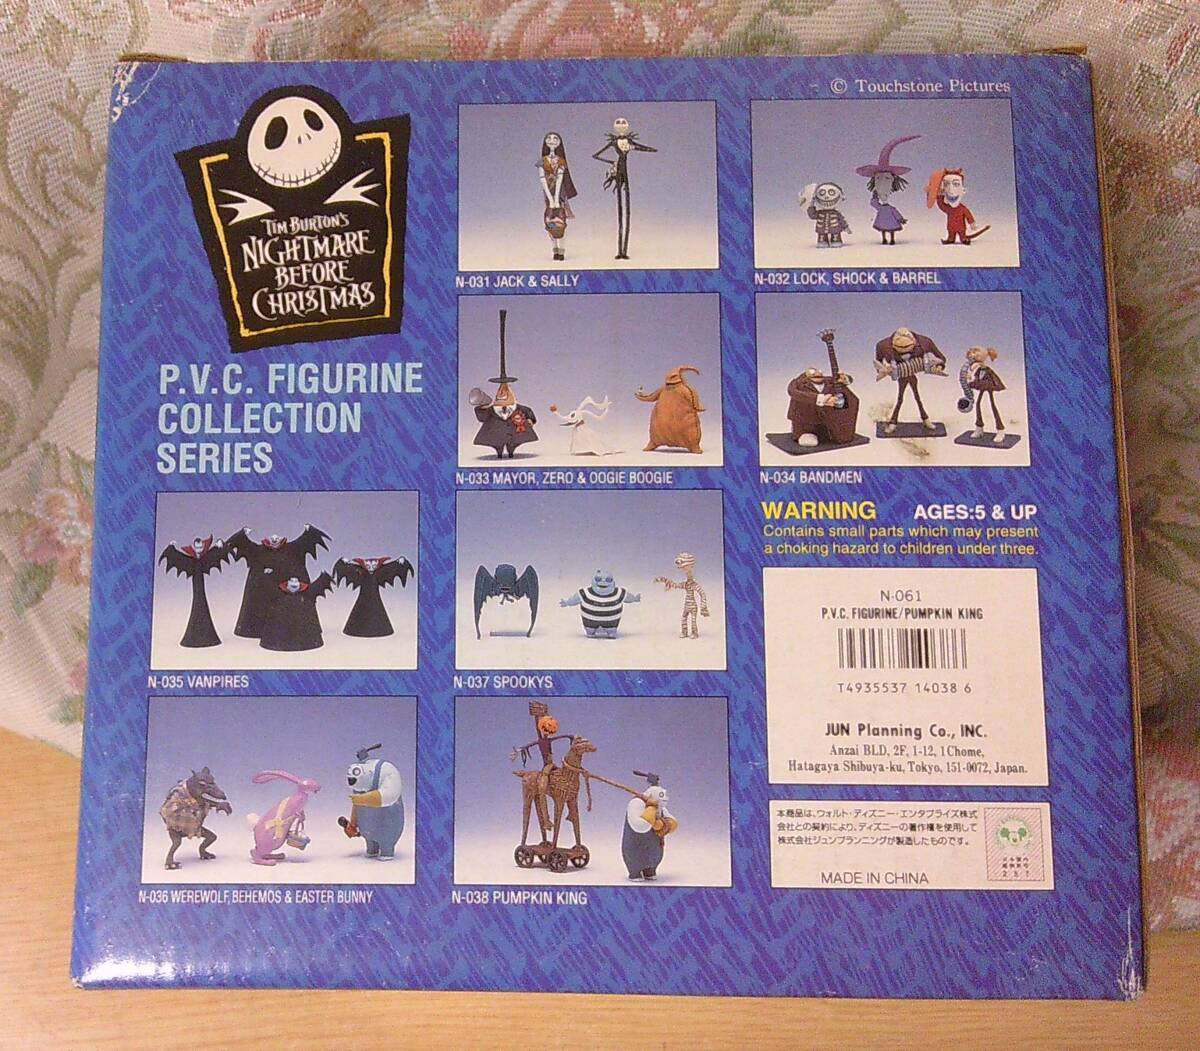 © Touchstone Pictures
TIM BURTON'S
NIGHTMARE
BEFORE
CHRISTMAS
P.V.C. FIGURINE
COLLECTION
SERIES
N-031 JACK & SALLY
N-032 LOCK, SHOCK & BARREL
N-033 MAYOR, ZERO & OOGIE BOOGIE
N-034 BANDMEN
WARNING AGES:5 & UP
Contains small parts which may present
a choking hazard to children under three.
N-035 VANPIRES
N-037 SPOOKYS
N-061
P.V.C. FIGURINE/PUMPKIN KING
T4935537 14038 6
JUN Planning Co., INC.
Anzai BLD, 2F, 1-12, 1Chome,
Hatagaya Shibuya-ku, Tokyo, 151-0072, Japan.
N-036 WEREWOLF, BEHEMOS & EASTER BUNNY
N-038 PUMPKIN KING
本商品は、ウォルト・ディズニー・エンタプライズ株式
会社との契約により、ディズニーの著作権を使用して
株式会社ジュンプランニングが製造したものです。
MADE IN CHINA